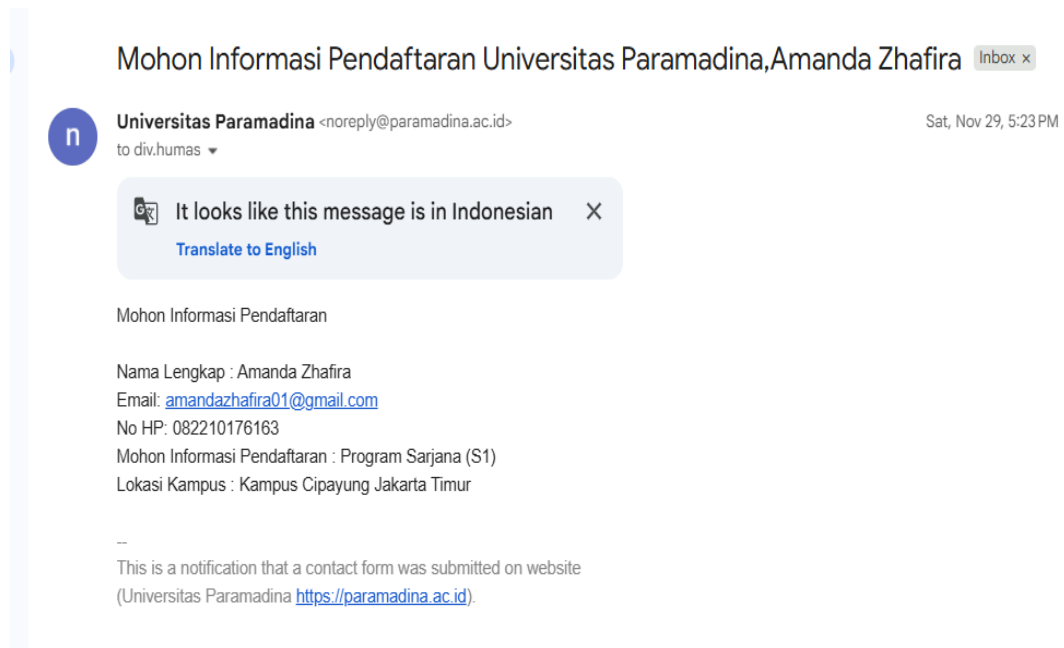 Mohon Informasi Pendaftaran Universitas Paramadina,Amanda Zhafira Inbox ×
n
Universitas Paramadina <noreply@paramadina.ac.id> Sat, Nov 29, 5:23 PM
to div.humas
It looks like this message is in Indonesian
Translate to English
Mohon Informasi Pendaftaran
Nama Lengkap : Amanda Zhafira
Email: amandazhafira01@gmail.com
No HP: 082210176163
Mohon Informasi Pendaftaran : Program Sarjana (S1)
Lokasi Kampus : Kampus Cipayung Jakarta Timur
--
This is a notification that a contact form was submitted on website
(Universitas Paramadina https://paramadina.ac.id).